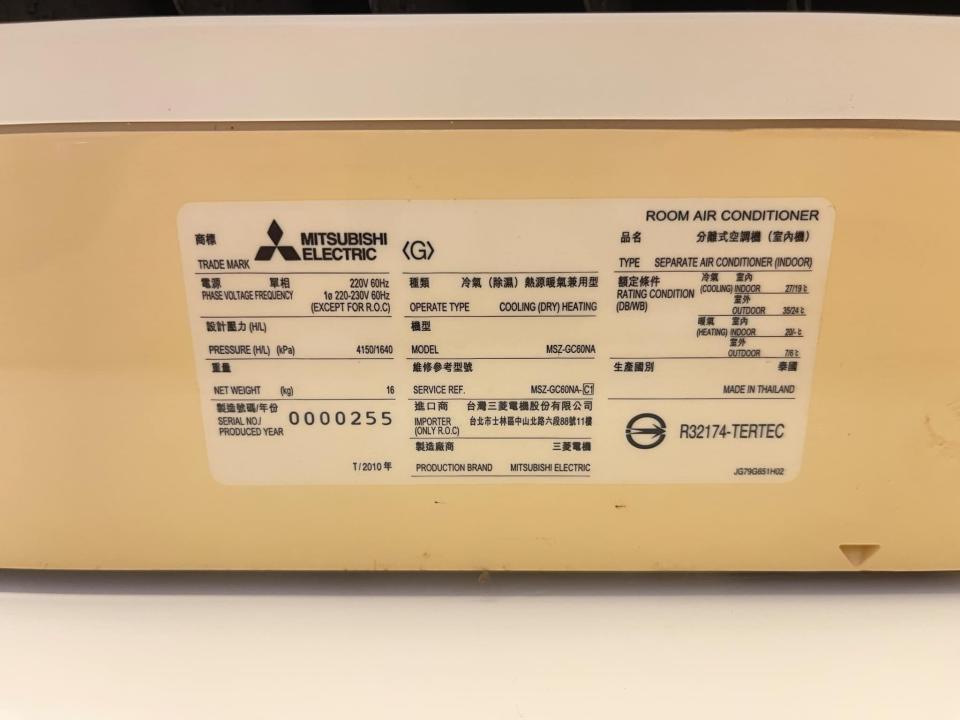 商標
TRADE MARK
MITSUBISHI
ELECTRIC
〈G〉
電源 單相 220V 60Hz
PHASE VOLTAGE FREQUENCY 1ø 220-230V 60Hz
(EXCEPT FOR R.O.C)
設計壓力 (H/L)
PRESSURE (H/L) (kPa) 4150/1640
重量
NET WEIGHT (kg) 16
製造號碼/年份
SERIAL NO./
PRODUCED YEAR
0000255
T/2010 年
種類 冷氣（除濕）熱源暖氣兼用型
OPERATE TYPE COOLING (DRY) HEATING
機型
MODEL MSZ-GC60NA
維修參考型號
SERVICE REF. MSZ-GC60NA-C1
進口商 台灣三菱電機股份有限公司
IMPORTER 台北市士林區中山北路六段88號11樓
(ONLY R.O.C)
製造廠商 三菱電機
PRODUCTION BRAND MITSUBISHI ELECTRIC
ROOM AIR CONDITIONER
品名 分離式空調機（室內機）
TYPE SEPARATE AIR CONDITIONER (INDOOR)
額定條件 冷氣 室內
RATING CONDITION (COOLING) INDOOR 27/19 ℃
(DB/WB) 室外
OUTDOOR 35/24 ℃
暖氣 室內
(HEATING) INDOOR 20/- ℃
室外
OUTDOOR 7/6 ℃
生產國別 泰國
MADE IN THAILAND
R32174-TERTEC
JG79G651H02